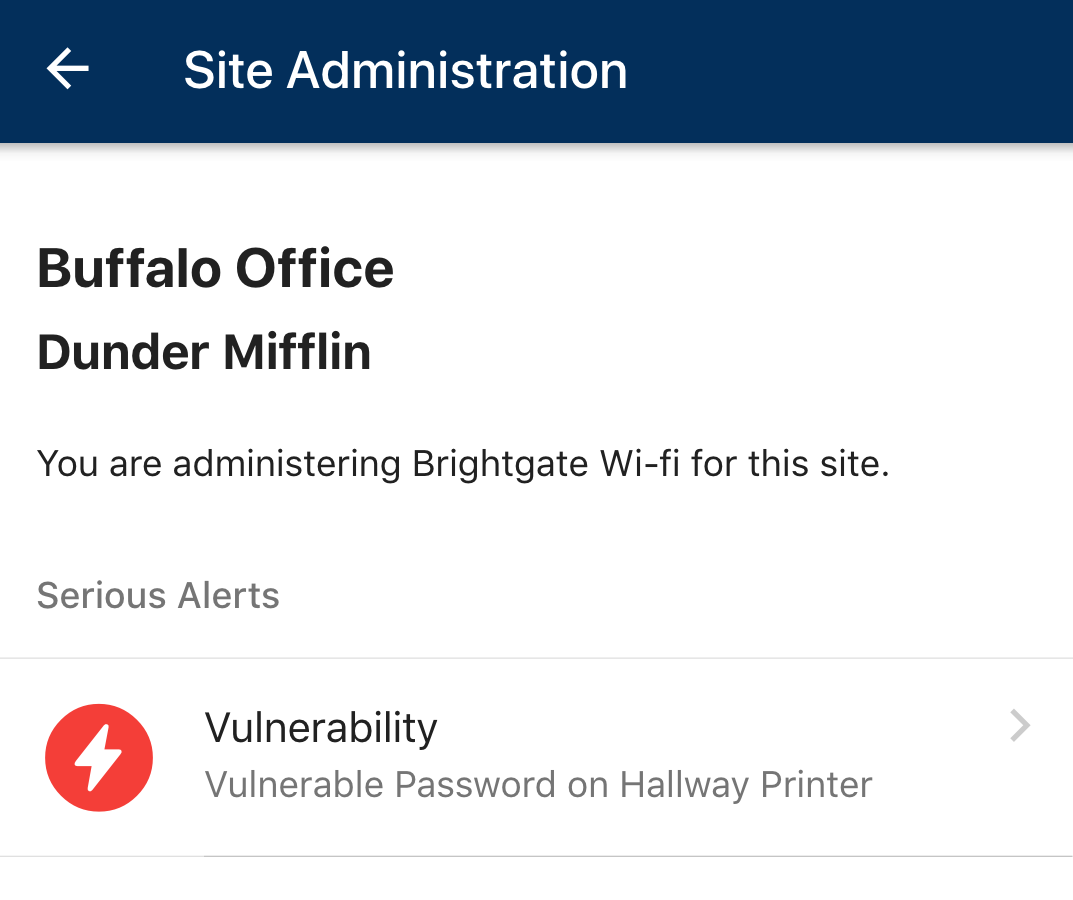 Site Administration
Buffalo Office
Dunder Mifflin
You are administering Brightgate Wi-fi for this site.
Serious Alerts
Vulnerability
Vulnerable Password on Hallway Printer